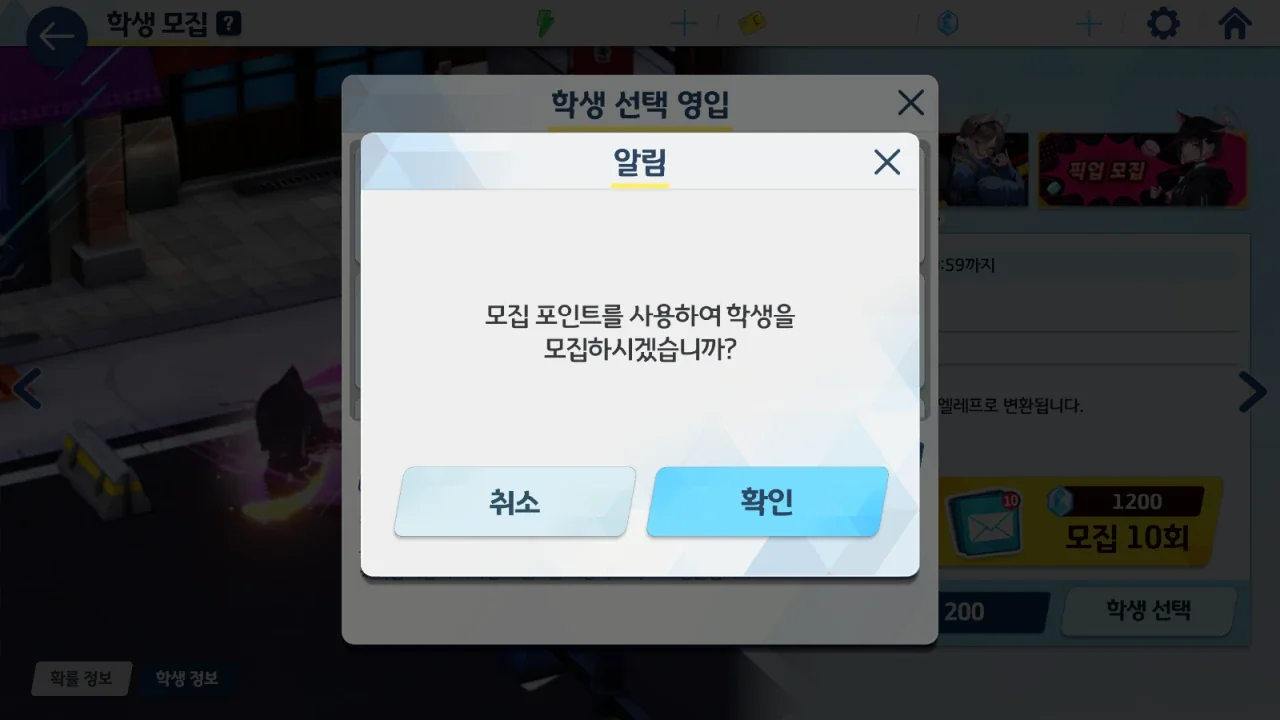 학생 모집 ?
학생 선택 영입
알림
픽업 모집
:59까지
모집 포인트를 사용하여 학생을
모집하시겠습니까?
엘레프로 변환됩니다.
취소
확인
10
1200
모집 10회
200
학생 선택
확률 정보
학생 정보